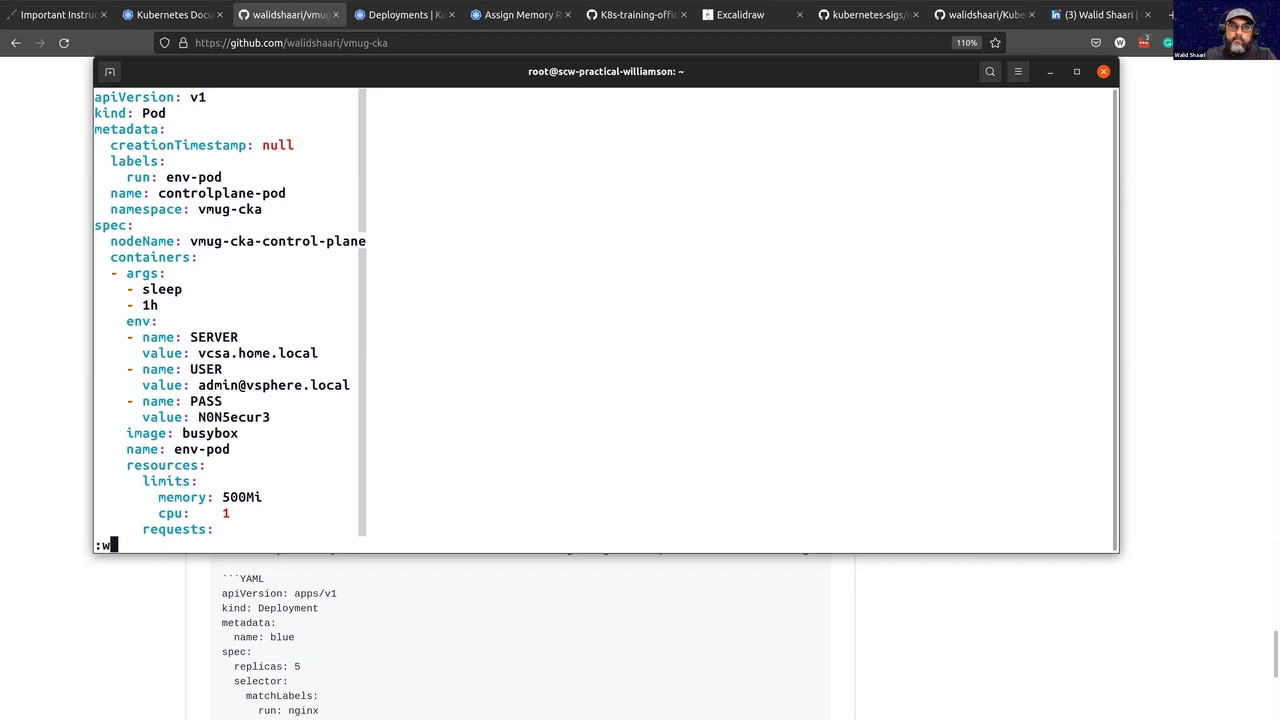 Important Instruc
Kubernetes Docu
walidshaari/vmug
Deployments | Ku
Assign Memory R
K8s-training-offic
Excalidraw
kubernetes-sigs/
walidshaari/Kube
(3) Walid Shaari |
https://github.com/walidshaari/vmug-cka
110%
3
Walid Shaari
root@scw-practical-williamson: ~
apiVersion: v1
kind: Pod
metadata:
  creationTimestamp: null
  labels:
    run: env-pod
  name: controlplane-pod
  namespace: vmug-cka
spec:
  nodeName: vmug-cka-control-plane
  containers:
  - args:
    - sleep
    - 1h
    env:
    - name: SERVER
      value: vcsa.home.local
    - name: USER
      value: admin@vsphere.local
    - name: PASS
      value: N0N5ecur3
    image: busybox
    name: env-pod
    resources:
      limits:
        memory: 500Mi
        cpu:    1
      requests:
:w
```YAML
apiVersion: apps/v1
kind: Deployment
metadata:
  name: blue
spec:
  replicas: 5
  selector:
    matchLabels:
      run: nginx